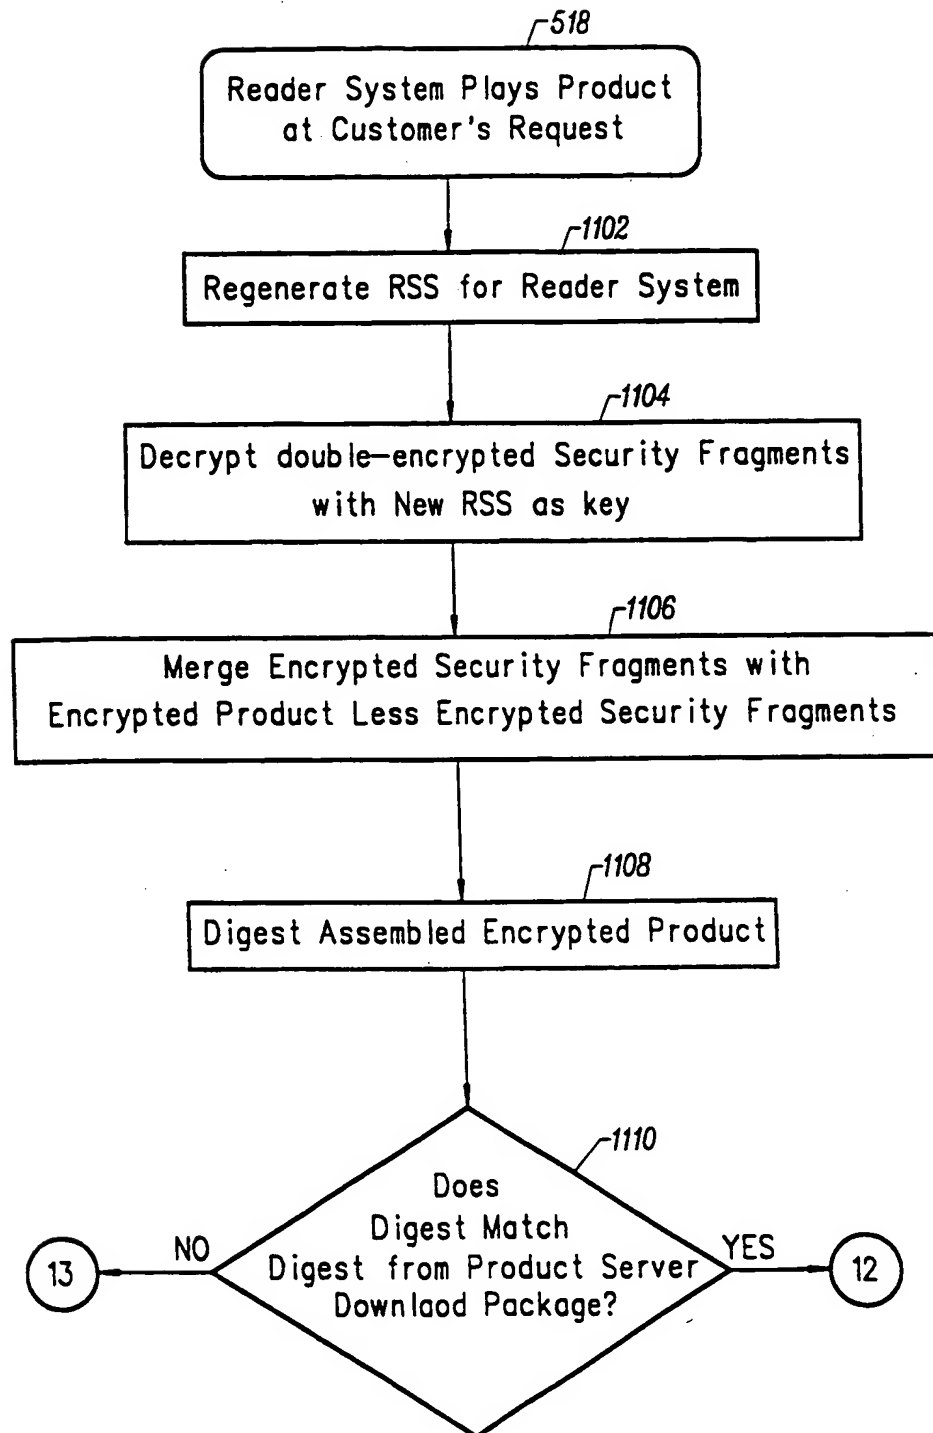 518
Reader System Plays Product
at Customer's Request
1102
Regenerate RSS for Reader System
1104
Decrypt double-encrypted Security Fragments
with New RSS as key
1106
Merge Encrypted Security Fragments with
Encrypted Product Less Encrypted Security Fragments
1108
Digest Assembled Encrypted Product
1110
Does
Digest Match
Digest from Product Server
Downlaod Package?
NO
YES
13
12